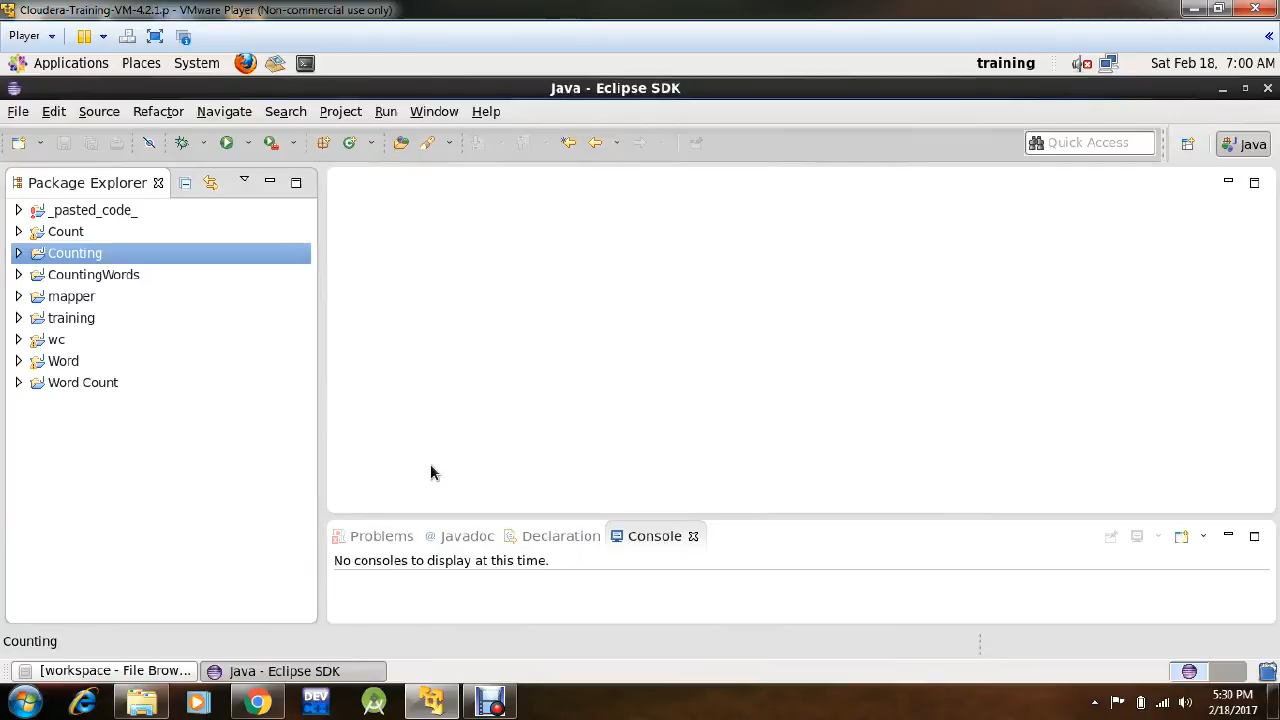 Cloudera-Training-VM-4.2.1.p - VMware Player (Non-commercial use only)
Player
Applications Places System training Sat Feb 18, 7:00 AM
Java - Eclipse SDK
File Edit Source Refactor Navigate Search Project Run Window Help
Quick Access Java
Package Explorer
_pasted_code_
Count
Counting
CountingWords
mapper
training
wc
Word
Word Count
Problems @ Javadoc Declaration Console
No consoles to display at this time.
Counting
[workspace - File Brow... Java - Eclipse SDK
DEV
5:30 PM
2/18/2017